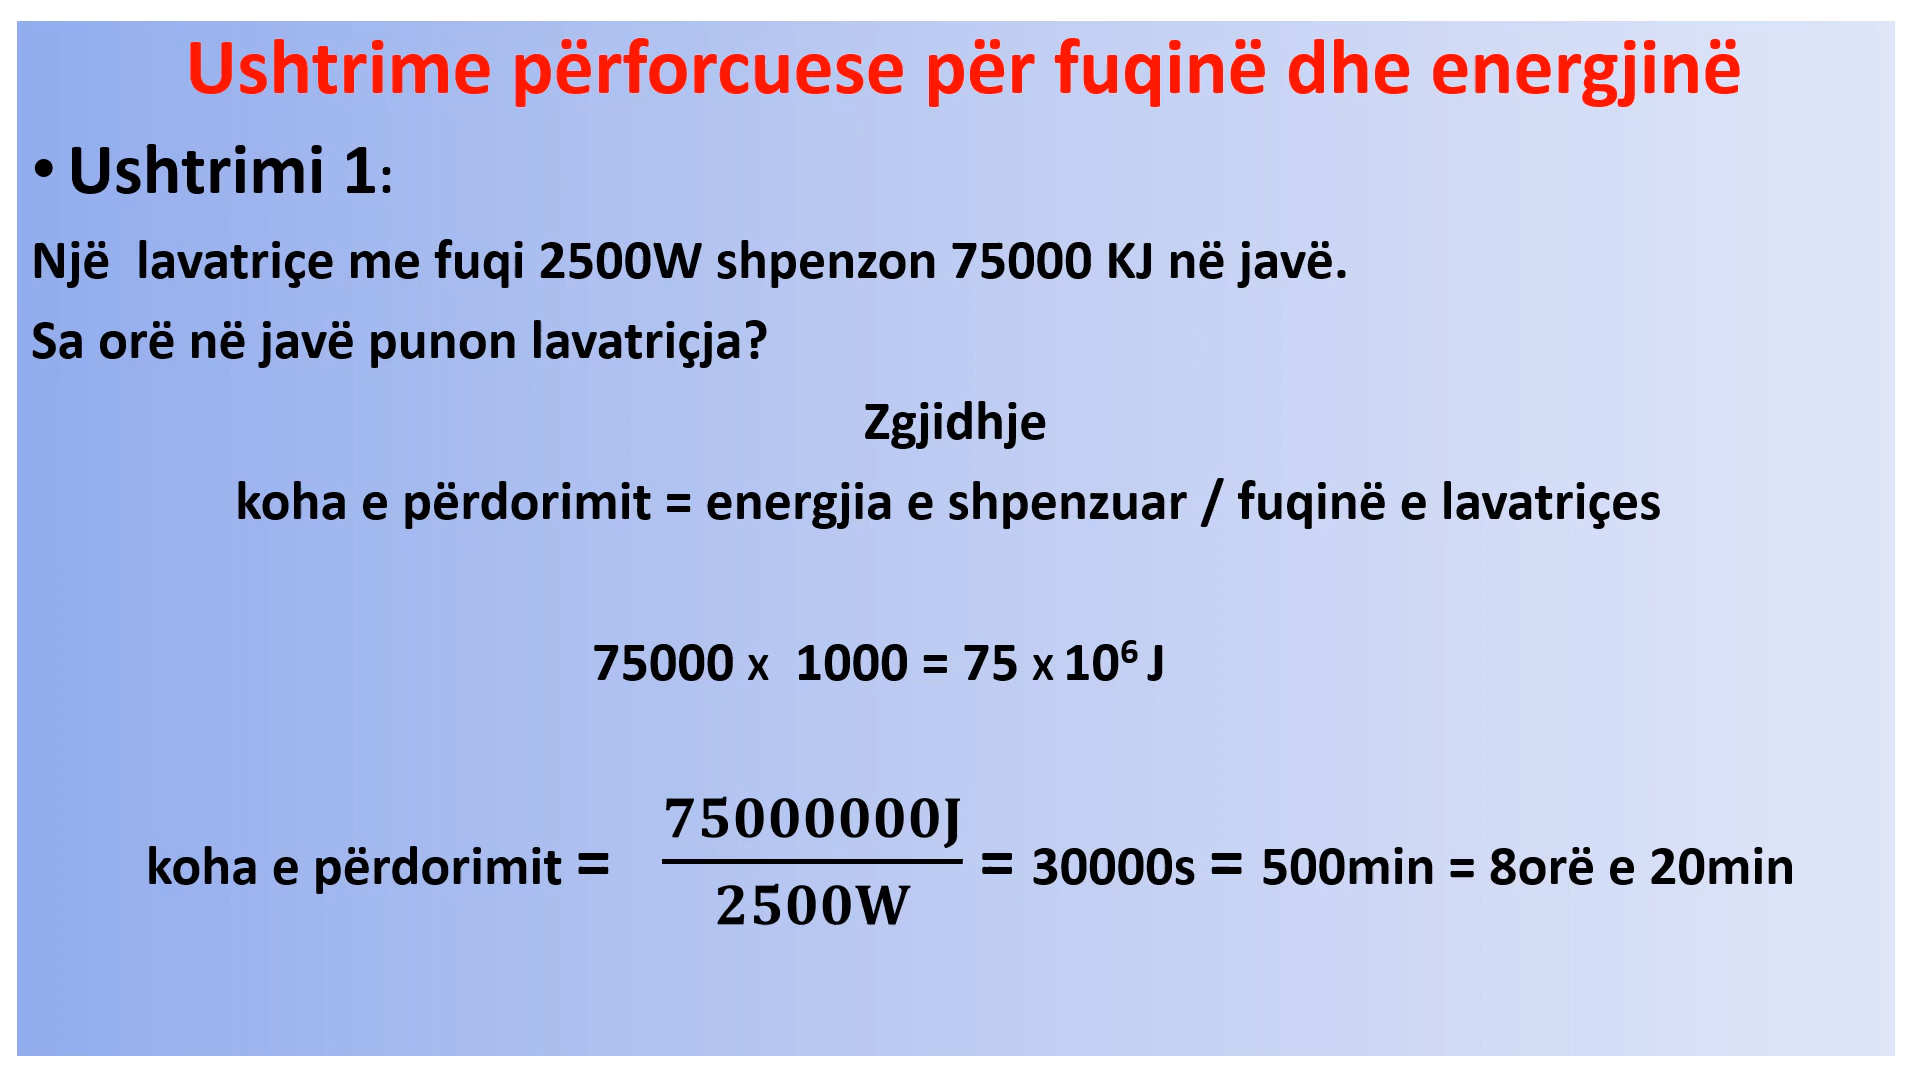 Ushtrime përforcuese për fuqinë dhe energjinë
• Ushtrimi 1:
Një lavatriçe me fuqi 2500W shpenzon 75000 KJ në javë.
Sa orë në javë punon lavatriçja?
Zgjidhje
koha e përdorimit = energjia e shpenzuar / fuqinë e lavatriçes
75000 x 1000 = 75 x 10⁶ J
koha e përdorimit = 75000000J / 2500W = 30000s = 500min = 8orë e 20min